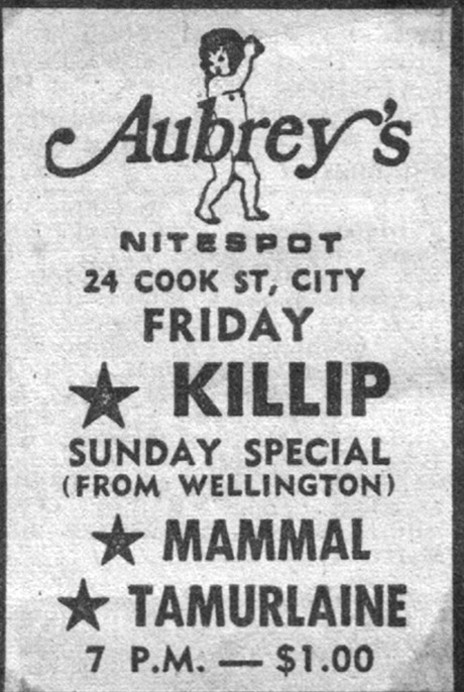 Aubrey's
NITESPOT
24 COOK ST, CITY
FRIDAY
★ KILLIP
SUNDAY SPECIAL
(FROM WELLINGTON)
★ MAMMAL
★ TAMURLAINE
7 P.M. — $1.00